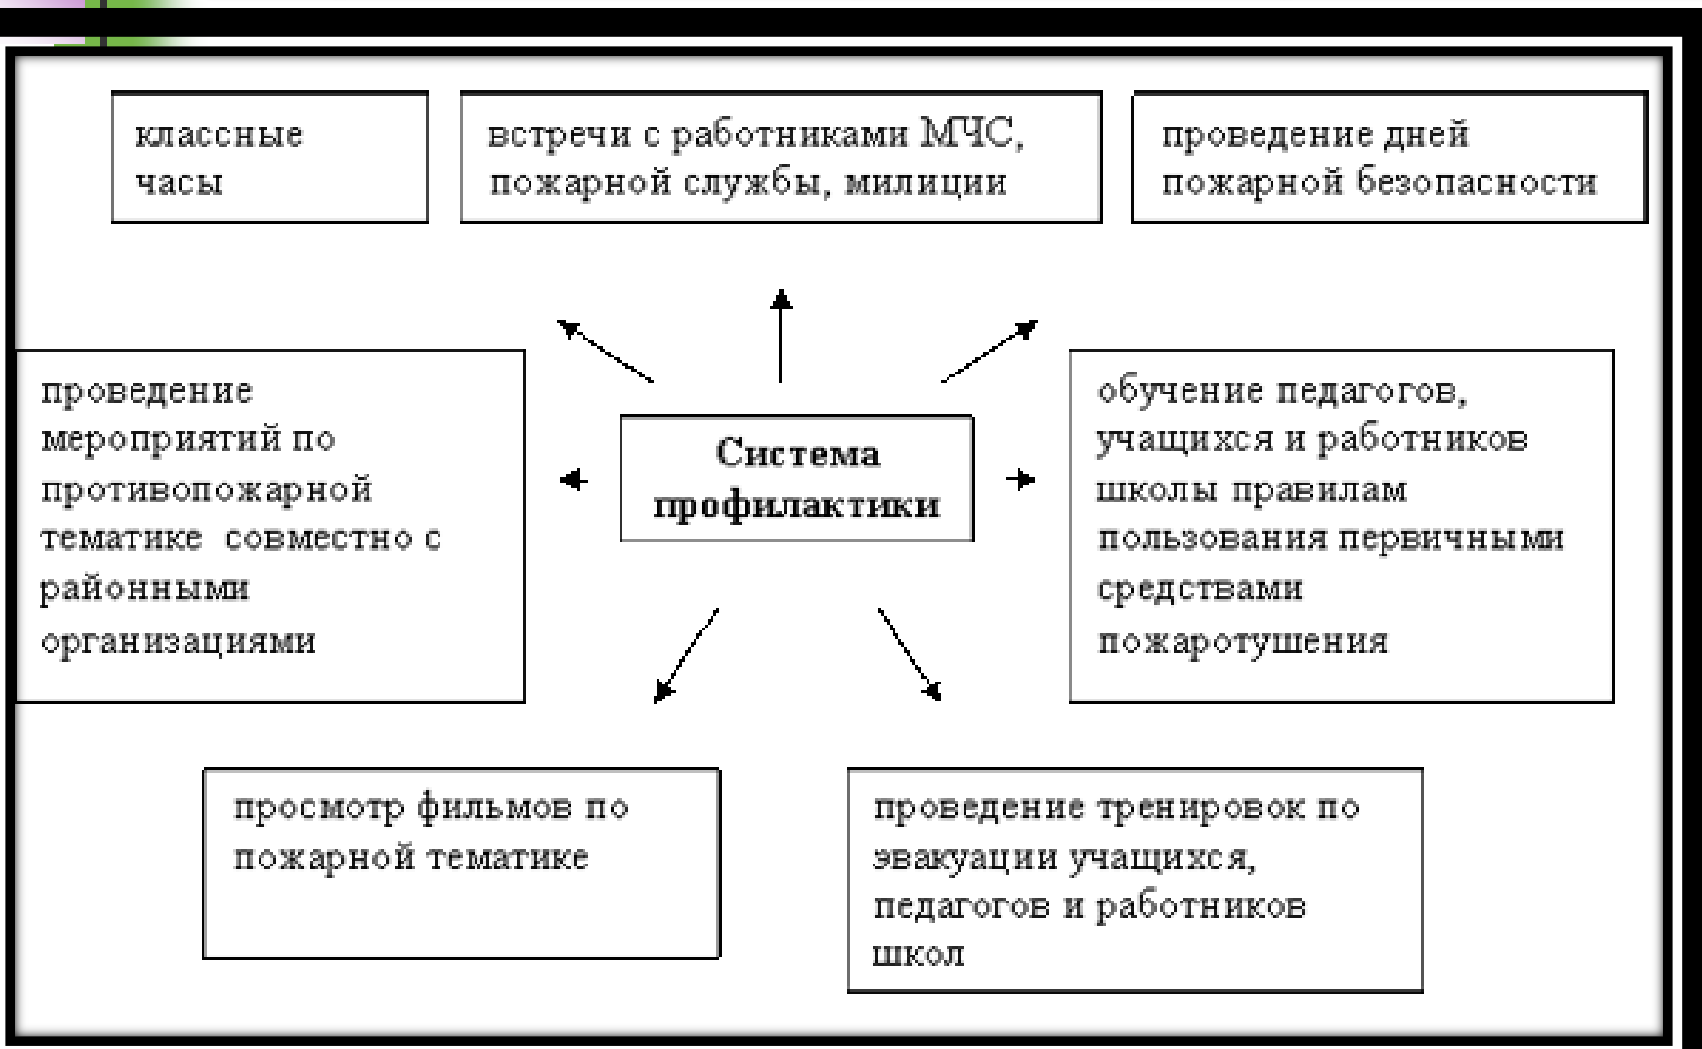 классные
часы
встречи с работниками МЧС,
пожарной службы, милиции
проведение дней
пожарной безопасности
проведение
мероприятий по
противопожарной
тематике совместно с
районными
организациями
Система
профилактики
обучение педагогов,
учащихся и работников
школы правилам
пользования первичными
средствами
пожаротушения
просмотр фильмов по
пожарной тематике
проведение тренировок по
эвакуации учащихся,
педагогов и работников
школ